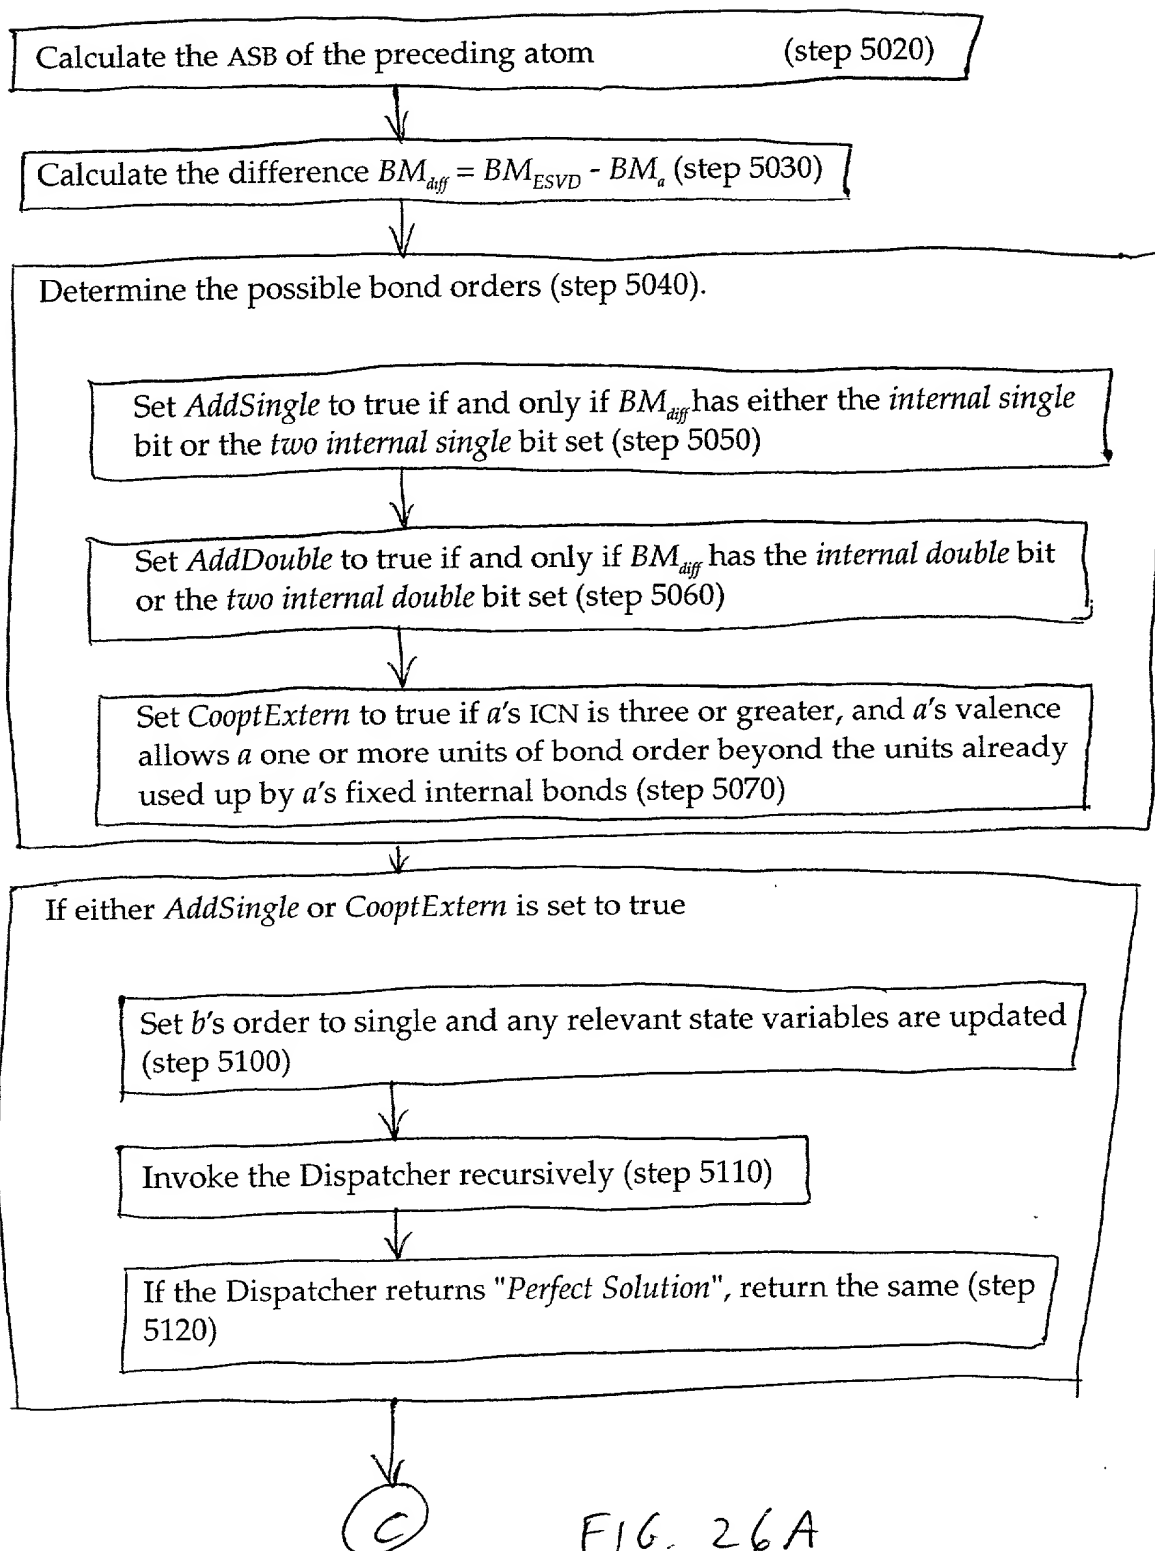 Calculate the ASB of the preceding atom (step 5020)
Calculate the difference BM_diff = BM_ESVD - BM_a (step 5030)
Determine the possible bond orders (step 5040).
Set AddSingle to true if and only if BM_diff has either the internal single
bit or the two internal single bit set (step 5050)
Set AddDouble to true if and only if BM_diff has the internal double bit
or the two internal double bit set (step 5060)
Set CooptExtern to true if a's ICN is three or greater, and a's valence
allows a one or more units of bond order beyond the units already
used up by a's fixed internal bonds (step 5070)
If either AddSingle or CooptExtern is set to true
Set b's order to single and any relevant state variables are updated
(step 5100)
Invoke the Dispatcher recursively (step 5110)
If the Dispatcher returns "Perfect Solution", return the same (step
5120)
C
FIG. 26A